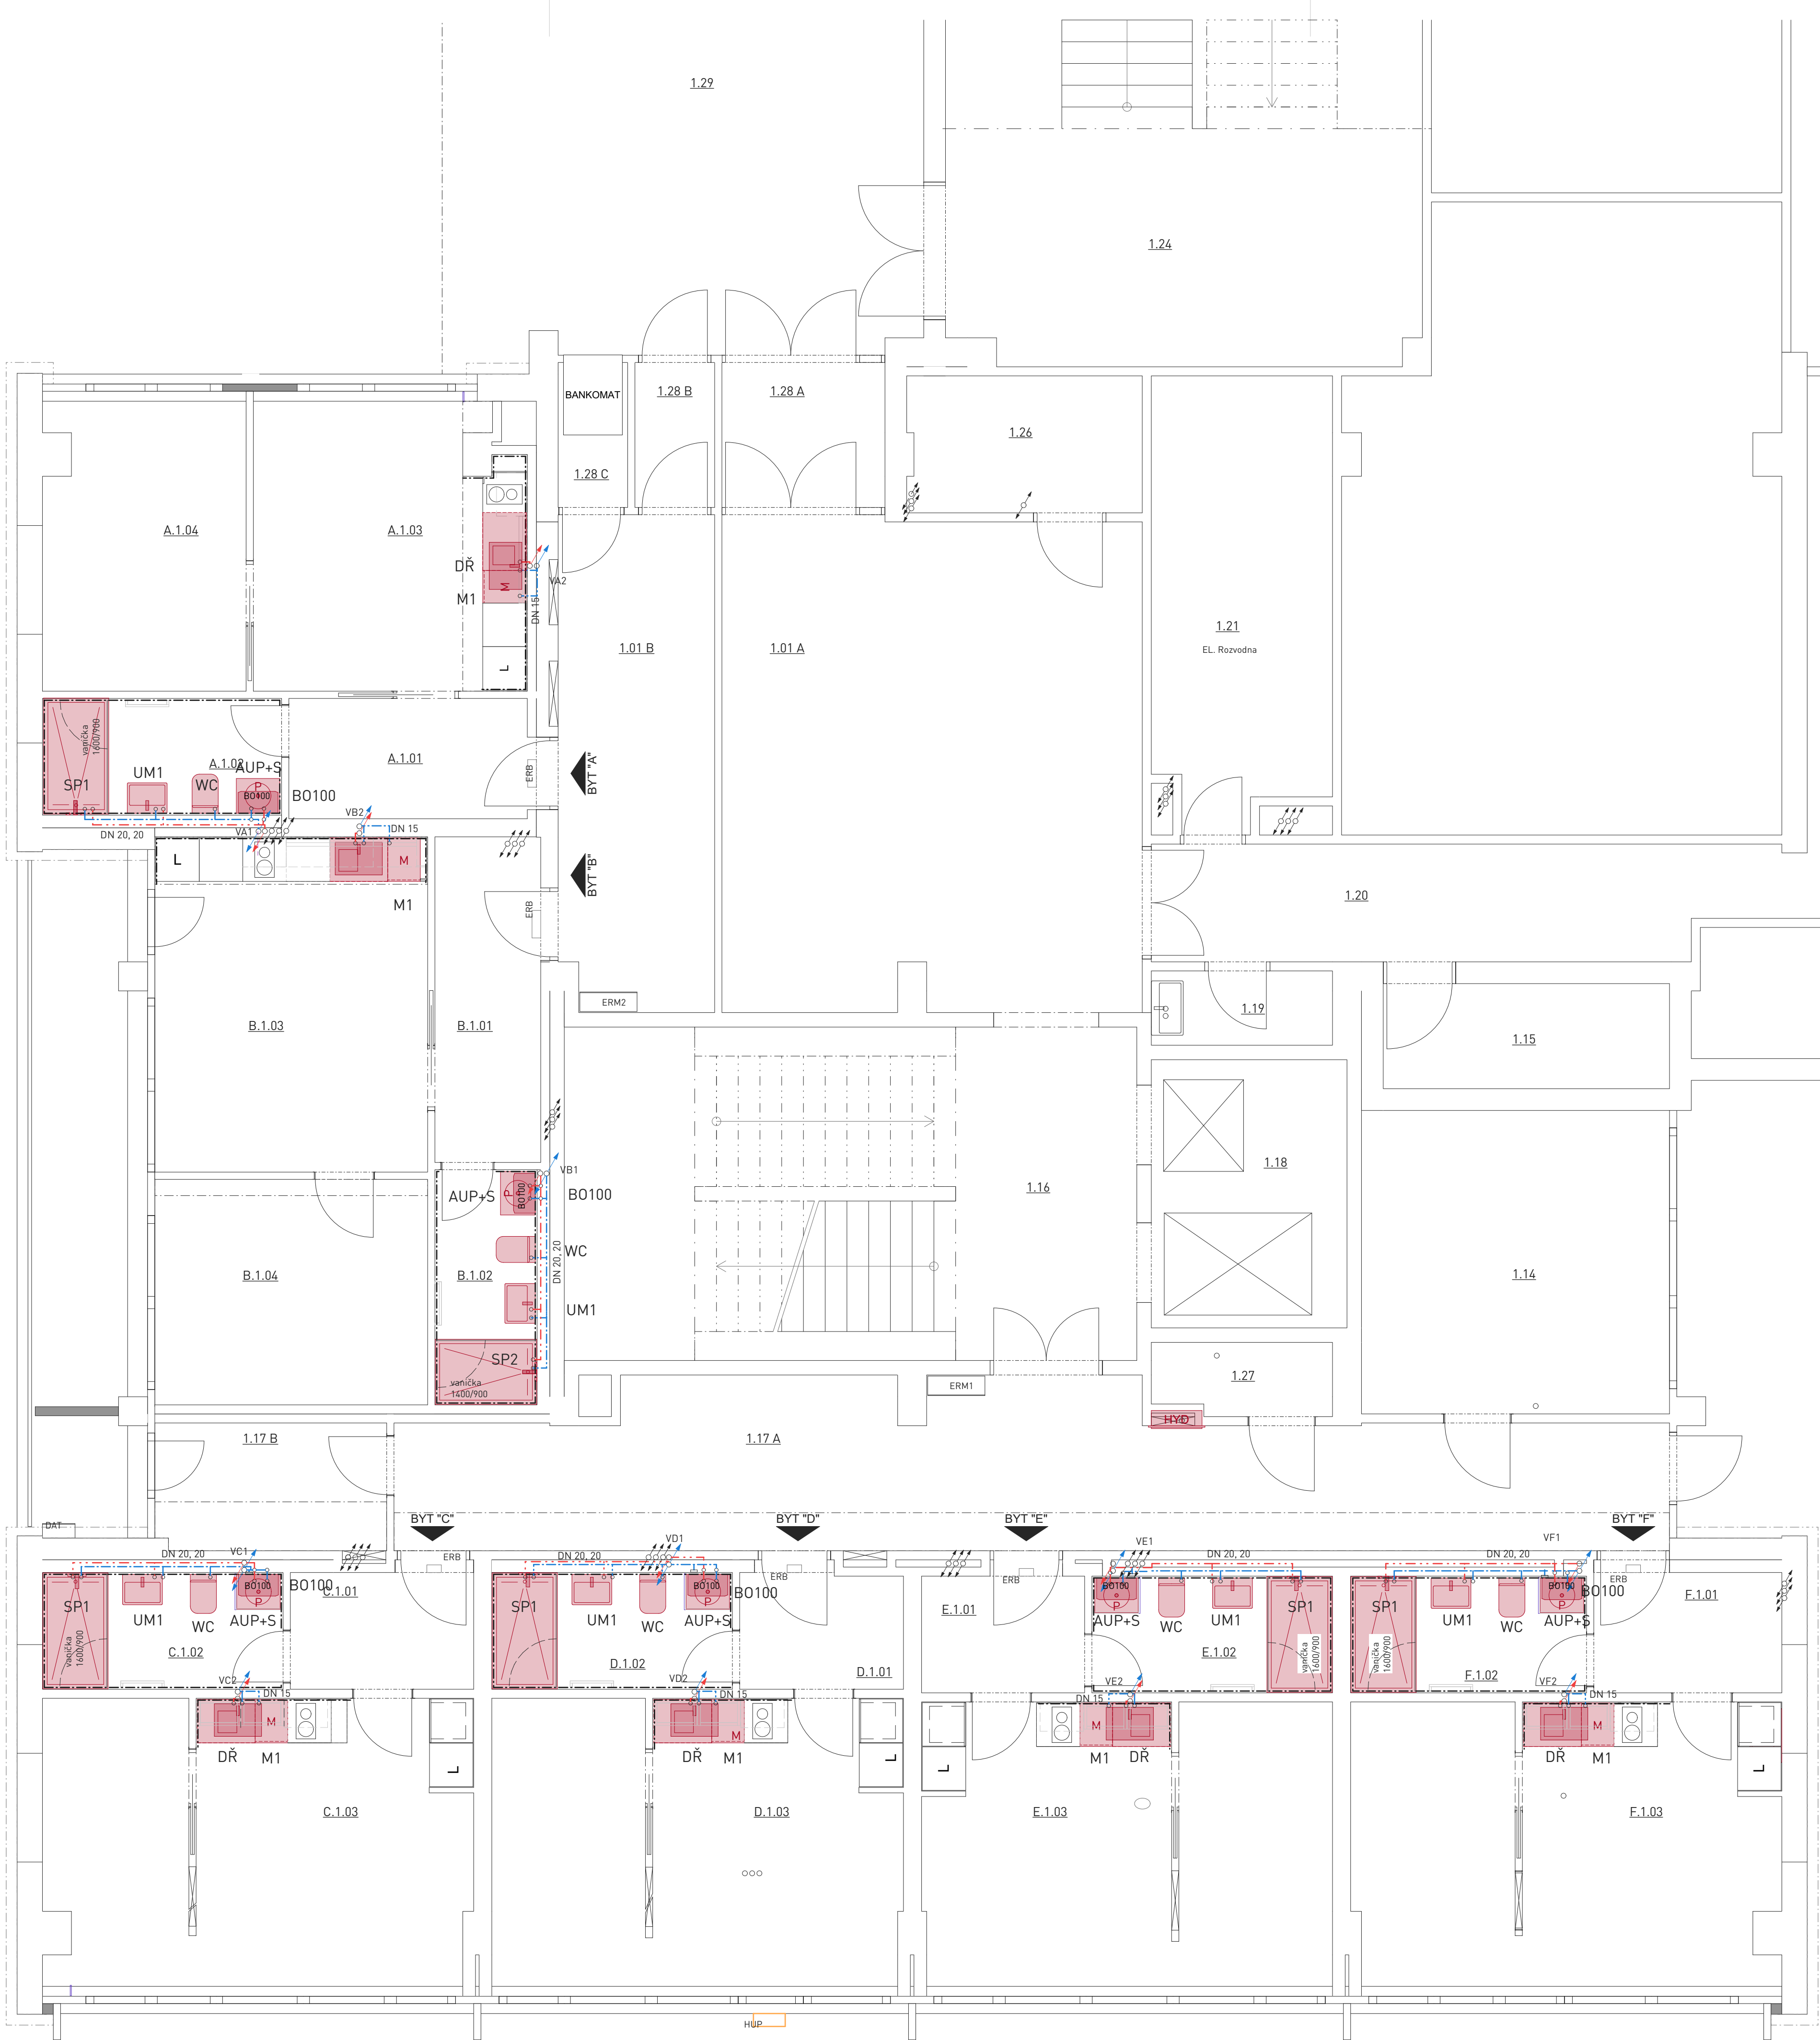 1.29
1.24
BANKOMAT
1.28 B
1.28 A
1.26
1.28 C
A.1.04
A.1.03
DŘ
M
M1
VA2
DN 15
L
1.01 B
1.01 A
1.21
EL. Rozvodna
vanička
1600/900
SP1
UM1
A.1.02
WC
AUP+S
P
BO100
BO100
A.1.01
ERB
BYT "A"
DN 20, 20
VA1
VB2
DN 15
L
M
M1
BYT "B"
ERB
1.20
ERM2
1.19
1.15
B.1.03
B.1.01
1.18
1.16
VB1
AUP+S
P
BO100
BO100
WC
DN 20, 20
B.1.04
B.1.02
UM1
1.14
SP2
vanička
1400/900
1.27
ERM1
HYD
1.17 B
1.17 A
DAT
BYT "C"
BYT "D"
BYT "E"
BYT "F"
DN 20, 20
VC1
ERB
DN 20, 20
VD1
ERB
VE1
DN 20, 20
ERB
VF1
DN 20, 20
ERB
SP1
UM1
WC
BO100
P
AUP+S
BO100
C.1.01
vanička
1600/900
C.1.02
VC2
DN 15
SP1
UM1
WC
BO100
P
AUP+S
BO100
D.1.02
VD2
DN 15
D.1.01
E.1.01
BO100
P
AUP+S
WC
UM1
SP1
vanička
1600/900
E.1.02
VE2
DN 15
SP1
vanička
1600/900
UM1
WC
BO100
P
AUP+S
BO100
F.1.01
F.1.02
VF2
DN 15
M
DŘ
M1
L
M
DŘ
M1
L
L
M
M1
DŘ
M
DŘ
M1
L
C.1.03
D.1.03
E.1.03
F.1.03
HUP